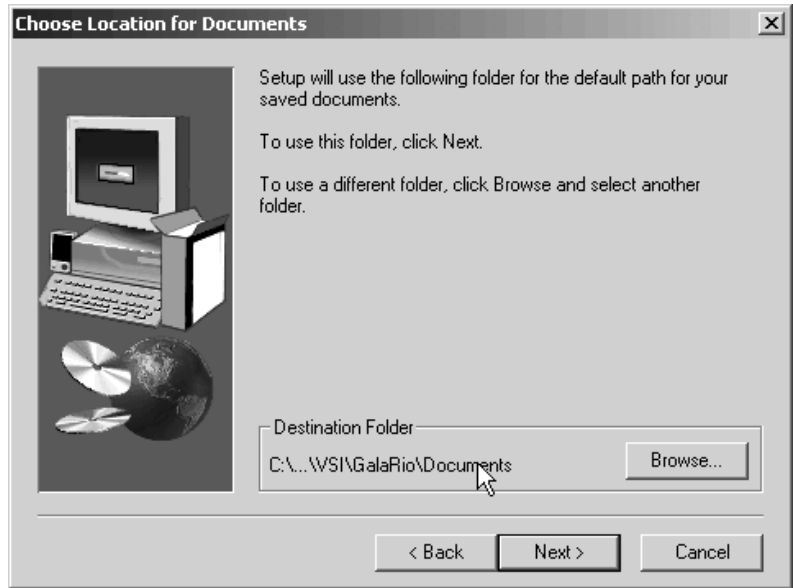 Choose Location for Documents
Setup will use the following folder for the default path for your
saved documents.
To use this folder, click Next.
To use a different folder, click Browse and select another
folder.
Destination Folder
C:\...\VSI\GalaRio\Documents
Browse...
< Back
Next >
Cancel